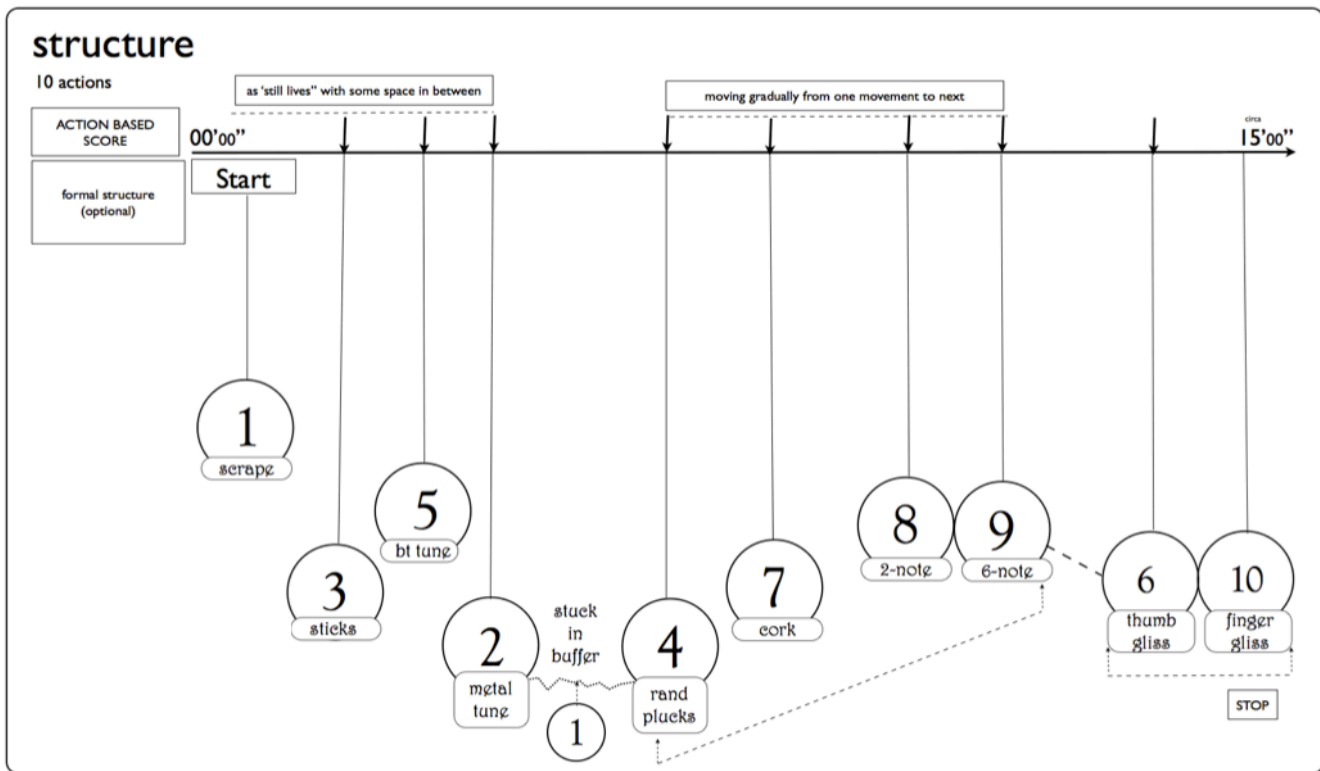 structure
10 actions
as 'still lives" with some space in between
moving gradually from one movement to next
ACTION BASED
SCORE
00'00"
circa
15'00"
Start
formal structure
(optional)
1
scrape
5
bt tune
3
sticks
2
metal
tune
stuck
in
buffer
1
4
rand
plucks
7
cork
8
2-note
9
6-note
6
thumb
gliss
10
finger
gliss
STOP